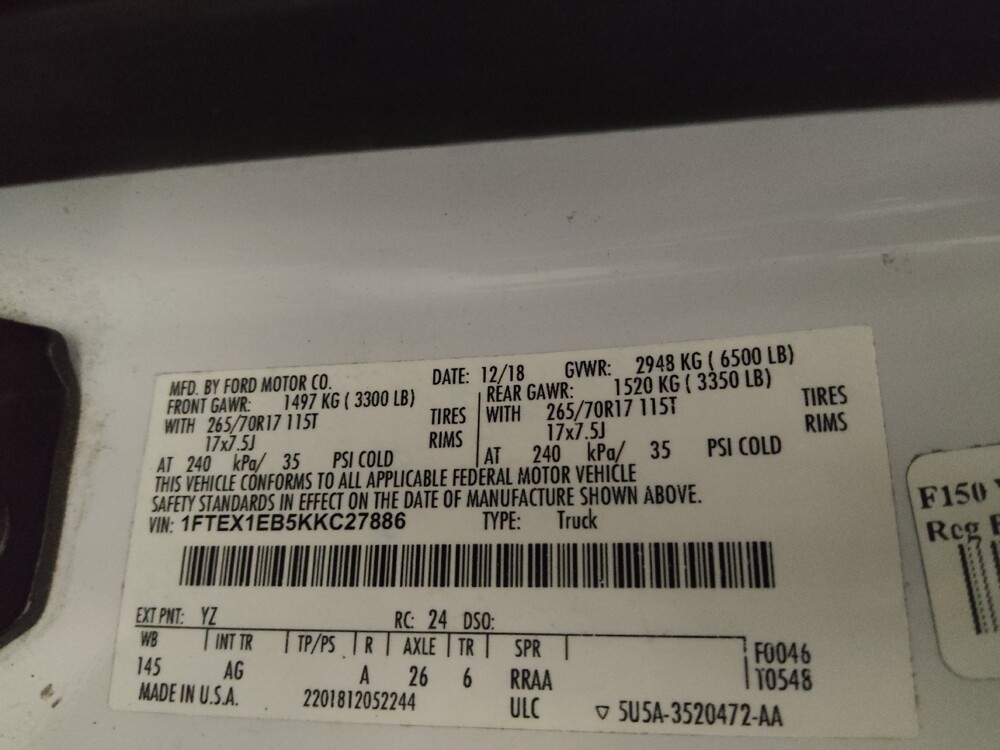 MFD. BY FORD MOTOR CO. DATE: 12/18 GVWR: 2948 KG ( 6500 LB)
FRONT GAWR: 1497 KG ( 3300 LB) REAR GAWR: 1520 KG ( 3350 LB)
WITH 265/70R17 115T TIRES WITH 265/70R17 115T TIRES
17x7.5J RIMS 17x7.5J RIMS
AT 240 kPa/ 35 PSI COLD AT 240 kPa/ 35 PSI COLD
THIS VEHICLE CONFORMS TO ALL APPLICABLE FEDERAL MOTOR VEHICLE
SAFETY STANDARDS IN EFFECT ON THE DATE OF MANUFACTURE SHOWN ABOVE.
VIN: 1FTEX1EB5KKC27886 TYPE: Truck
EXT PNT: YZ RC: 24 DSO:
WB INT TR TP/PS R AXLE TR SPR F0046
145 AG A 26 6 RRAA T0548
MADE IN U.S.A. 2201812052244 ULC ▽ 5U5A-3520472-AA
F150
Reg